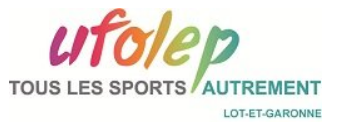 ufolep
TOUS LES SPORTS AUTREMENT
LOT-ET-GARONNE